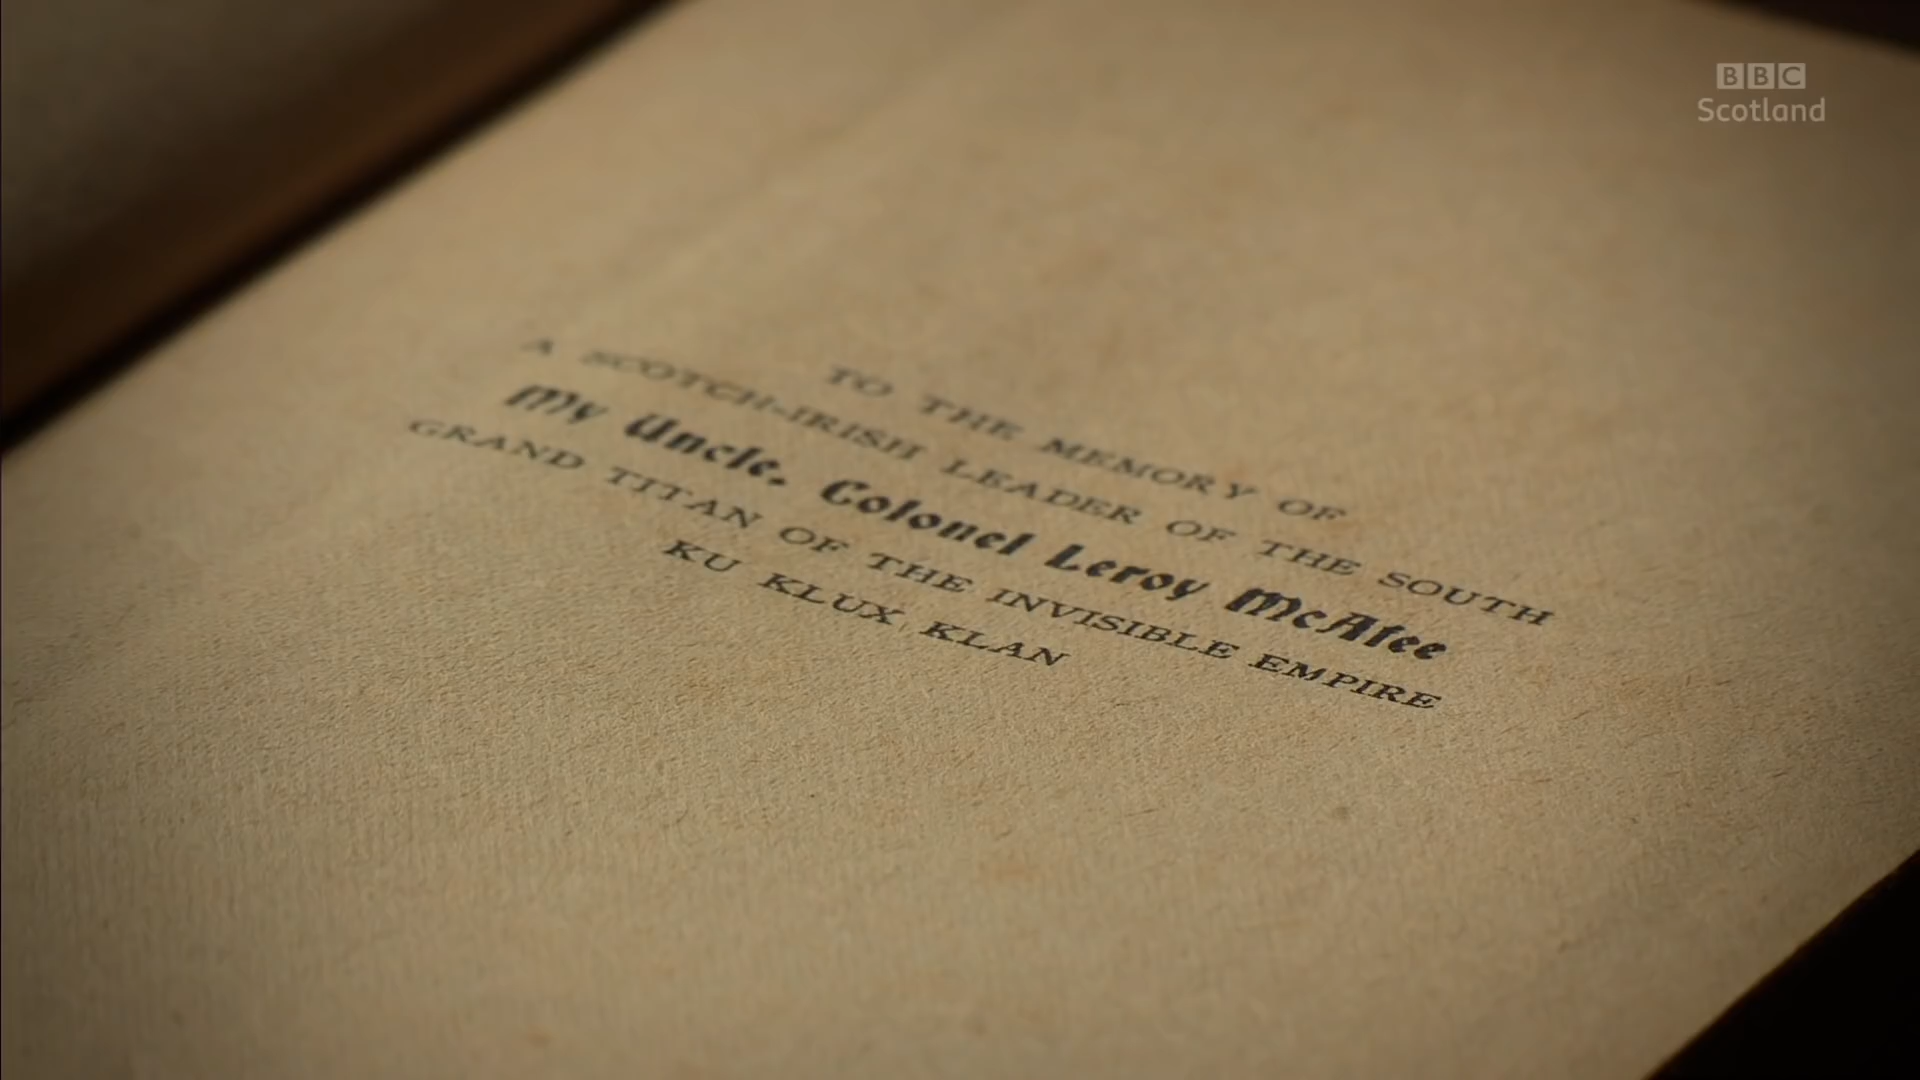 BBC
Scotland
TO THE MEMORY OF
A SCOTCH-IRISH LEADER OF THE SOUTH
My Uncle, Colonel Leroy McAfee
GRAND TITAN OF THE INVISIBLE EMPIRE
KU KLUX KLAN